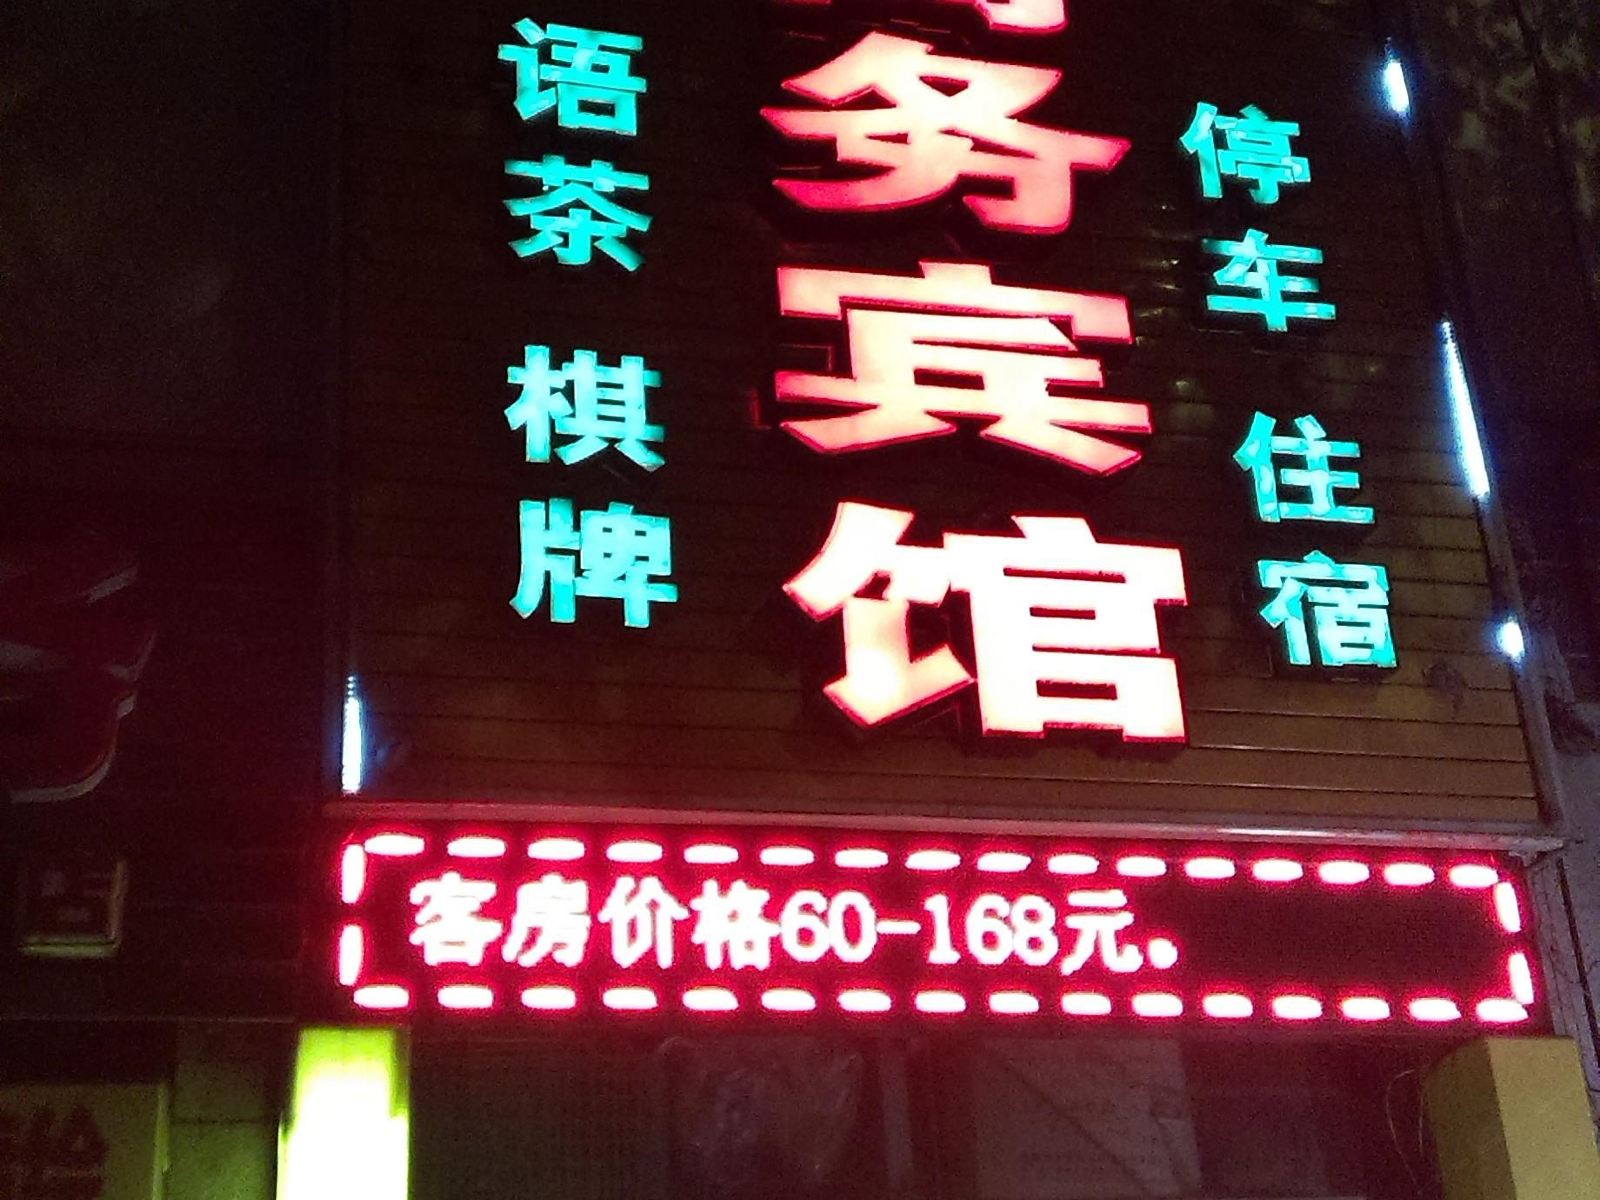 语茶 棋牌
务宾馆
停车 住宿
客房价格60-168元.